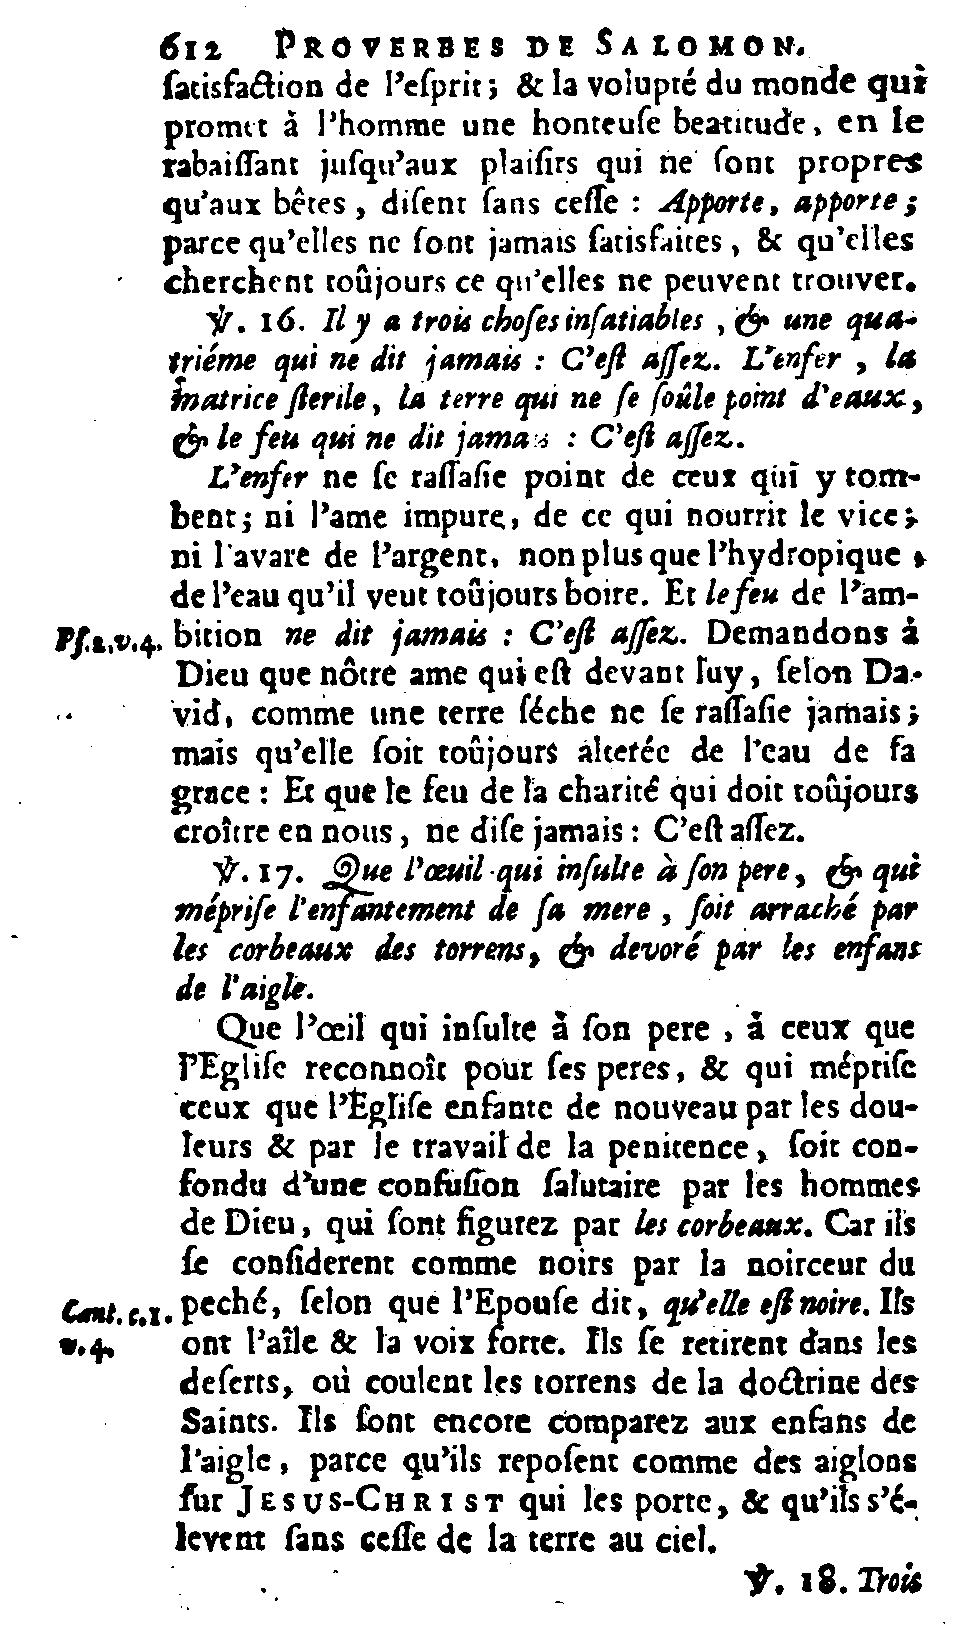 612 PROVERBES DE SALOMON.
ſatisfaction de l'eſprit; & la volupté du monde qui
promet à l'homme une honteuſe beatitude, en le
rabaiſſant juſqu'aux plaiſirs qui ne ſont propres
qu'aux bêtes, diſent ſans ceſſe : Apporte, apporte;
parce qu'elles ne ſont jamais ſatisfaites, & qu'elles
cherchent toûjours ce qu'elles ne peuvent trouver.
℣. 16. Il y a trois choſes inſatiables, & une qua-
triéme qui ne dit jamais : C'eſt aſſez. L'enfer, la
matrice ſterile, la terre qui ne ſe ſoûle point d'eaux,
& le feu qui ne dit jamais : C'eſt aſſez.
L'enfer ne ſe raſſaſie point de ceux qui y tom-
bent; ni l'ame impure, de ce qui nourrit le vice;
ni l'avare de l'argent, non plus que l'hydropique,
de l'eau qu'il veut toûjours boire. Et le feu de l'am-
Pſ.2.v.4. bition ne dit jamais : C'eſt aſſez. Demandons à
Dieu que nôtre ame qui eſt devant luy, ſelon Da-
vid, comme une terre ſéche ne ſe raſſaſie jamais;
mais qu'elle ſoit toûjours alterée de l'eau de ſa
grace : Et que le feu de la charité qui doit toûjours
croître en nous, ne diſe jamais : C'eſt aſſez.
℣. 17. Que l'œuil qui inſulte à ſon pere, & qui
mépriſe l'enfantement de ſa mere, ſoit arraché par
les corbeaux des torrens, & devoré par les enfans
de l'aigle.
Que l'œil qui inſulte à ſon pere, à ceux que
l'Egliſe reconnoît pour ſes peres, & qui mépriſe
ceux que l'Egliſe enfante de nouveau par les dou-
leurs & par le travail de la penitence, ſoit con-
fondu d'une confuſion ſalutaire par les hommes
de Dieu, qui ſont figurez par les corbeaux. Car ils
ſe conſiderent comme noirs par la noirceur du
Cant. c.1. peché, ſelon que l'Epouſe dit, qu'elle eſt noire. Ils
v.4. ont l'aîle & la voix forte. Ils ſe retirent dans les
deſerts, où coulent les torrens de la doctrine des
Saints. Ils ſont encore comparez aux enfans de
l'aigle, parce qu'ils repoſent comme des aiglons
ſur JESUS-CHRIST qui les porte, & qu'ils s'é-
levent ſans ceſſe de la terre au ciel.
℣. 18. Trois